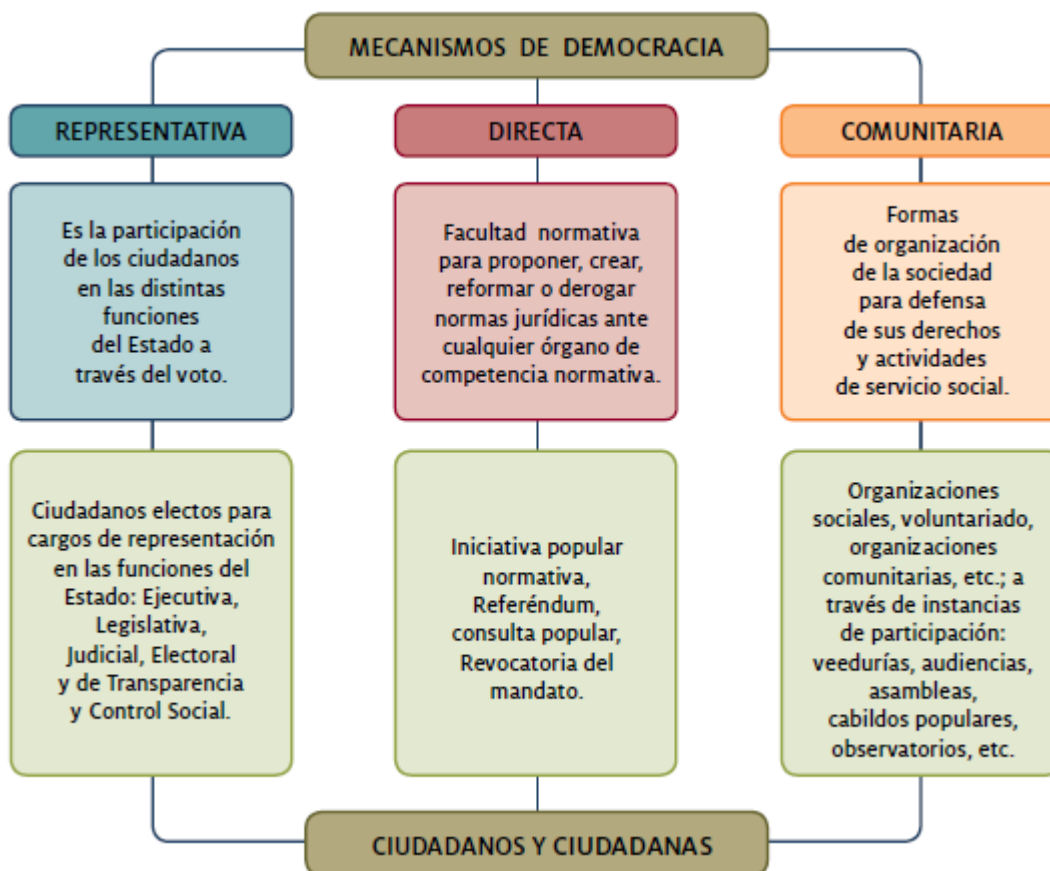 MECANISMOS DE DEMOCRACIA
REPRESENTATIVA
Es la participación
de los ciudadanos
en las distintas
funciones
del Estado a
través del voto.
Ciudadanos electos para
cargos de representación
en las funciones del
Estado: Ejecutiva,
Legislativa,
Judicial, Electoral
y de Transparencia
y Control Social.
DIRECTA
Facultad normativa
para proponer, crear,
reformar o derogar
normas jurídicas ante
cualquier órgano de
competencia normativa.
Iniciativa popular
normativa,
Referéndum,
consulta popular,
Revocatoria del
mandato.
COMUNITARIA
Formas
de organización
de la sociedad
para defensa
de sus derechos
y actividades
de servicio social.
Organizaciones
sociales, voluntariado,
organizaciones
comunitarias, etc.; a
través de instancias
de participación:
veedurías, audiencias,
asambleas,
cabildos populares,
observatorios, etc.
CIUDADANOS Y CIUDADANAS